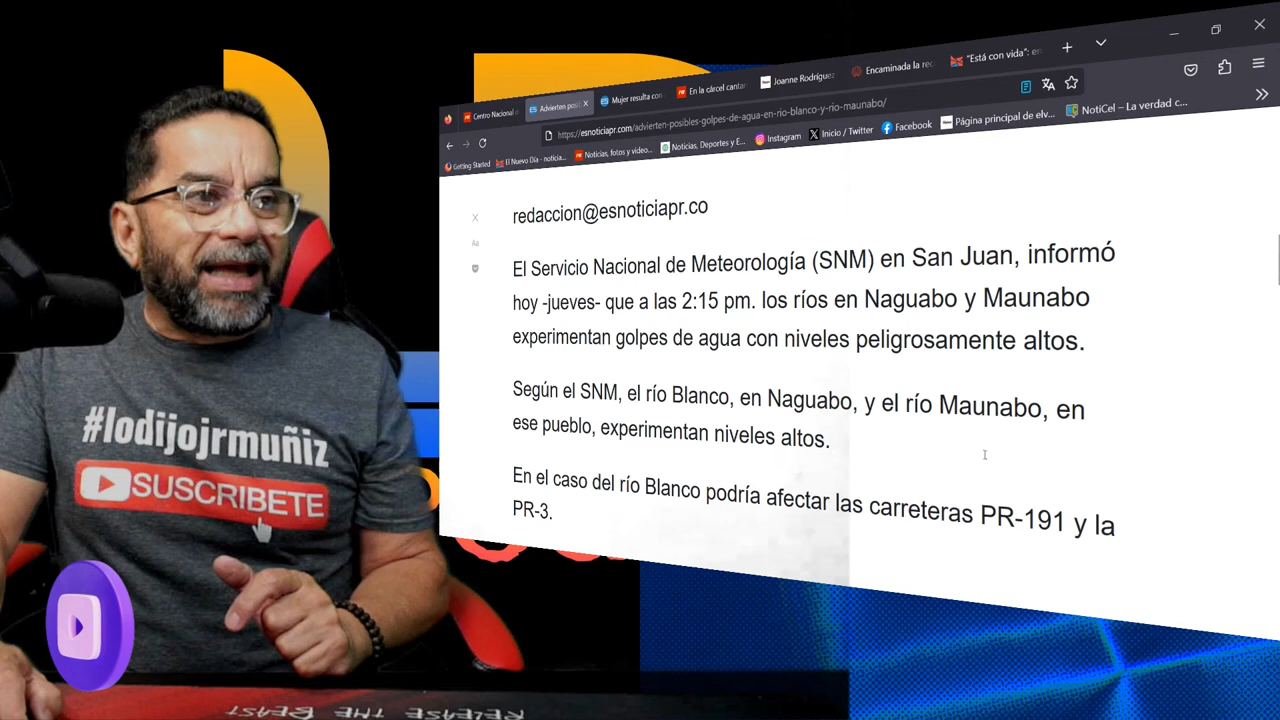 Centro Nacional
Advierten posi
Mujer resulta con
En la cárcel cantan
Joanne Rodríguez
Encaminada la rec
"Está con vida": en
https://esnoticiapr.com/advierten-posibles-golpes-de-agua-en-rio-blanco-y-rio-maunabo/
Getting Started
El Nuevo Día - noticia...
Noticias, fotos y video...
Noticias, Deportes y E...
Instagram
Inicio / Twitter
Facebook
Página principal de elv...
NotiCel – La verdad c...
redaccion@esnoticiapr.co
El Servicio Nacional de Meteorología (SNM) en San Juan, informó
hoy -jueves- que a las 2:15 pm. los ríos en Naguabo y Maunabo
experimentan golpes de agua con niveles peligrosamente altos.
Según el SNM, el río Blanco, en Naguabo, y el río Maunabo, en
ese pueblo, experimentan niveles altos.
En el caso del río Blanco podría afectar las carreteras PR-191 y la
PR-3.
Aa
#lodijojrmuñiz
SUSCRIBETE
RELEASE THE BEAST